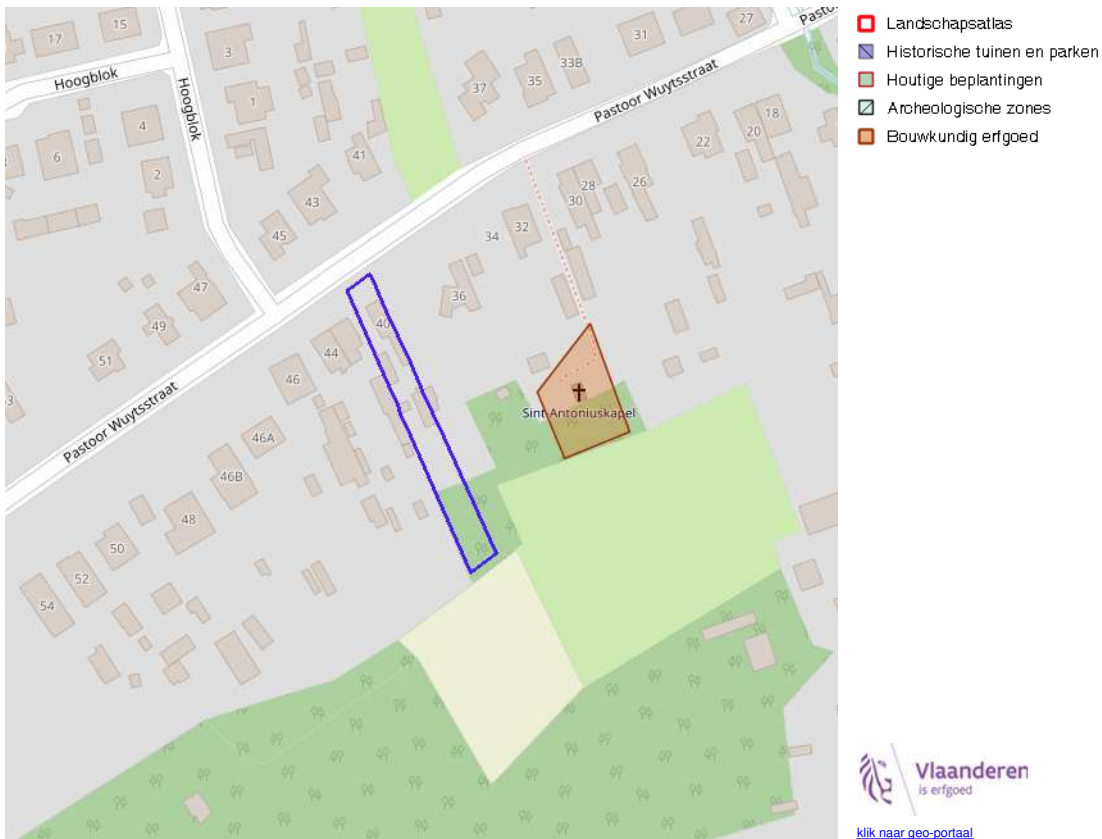 17
15
3
27
Pasto
31
33B
35
37
Hoogblok
Hoogblok
1
Pastoor Wuytsstraat
4
6
2
41
43
45
18
20
22
26
28
30
32
34
36
47
49
51
40
44
46
Pastoor Wuytsstraat
Sint-Antoniuskapel
46A
46B
48
50
52
54
Landschapsatlas
Historische tuinen en parken
Houtige beplantingen
Archeologische zones
Bouwkundig erfgoed
Vlaanderen
is erfgoed
klik naar geo-portaal